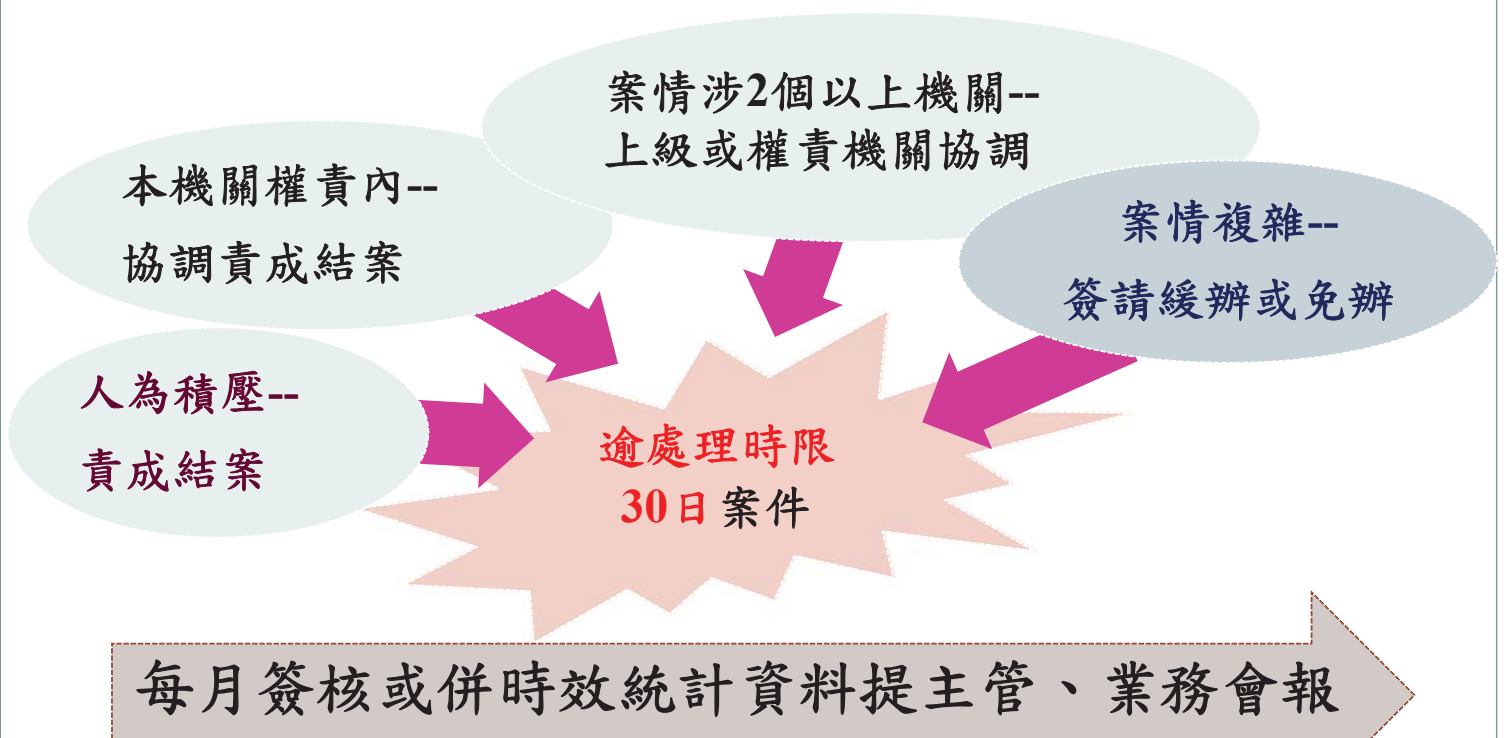 案情涉2個以上機關--
上級或權責機關協調
本機關權責內--
協調責成結案
案情複雜--
簽請緩辦或免辦
人為積壓--
責成結案
逾處理時限
30日案件
每月簽核或併時效統計資料提主管、業務會報